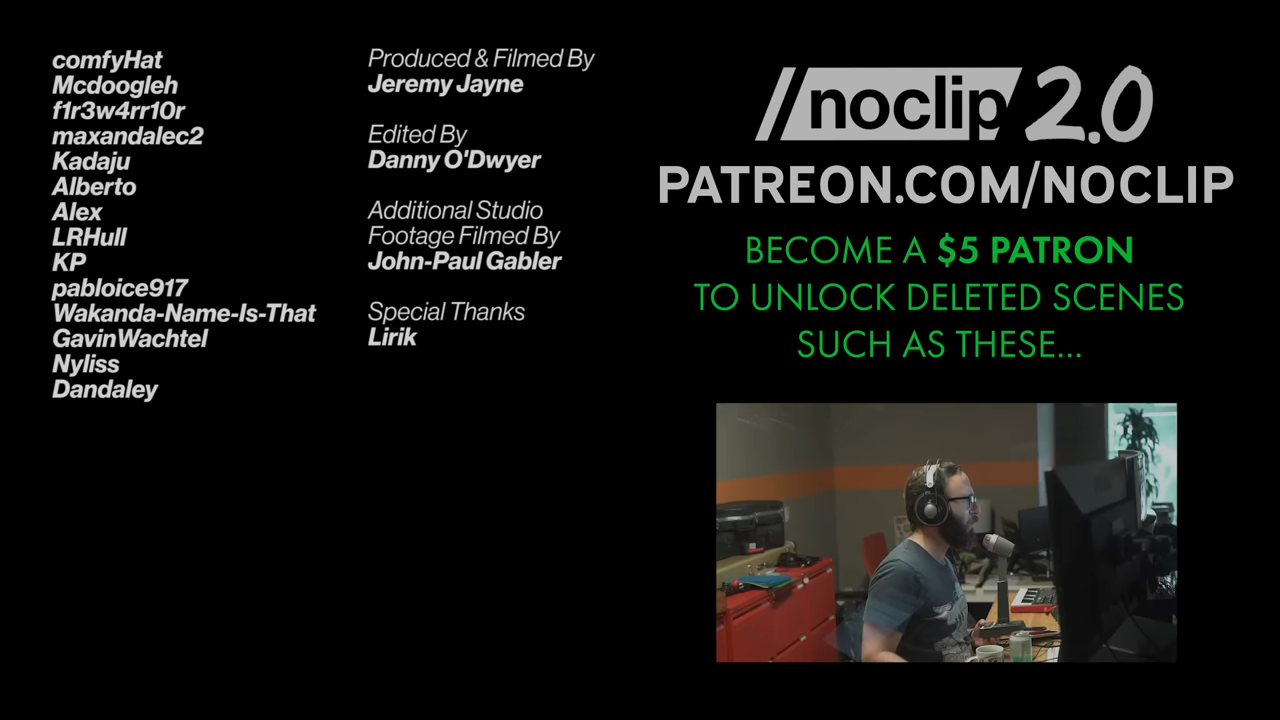 comfyHat
Mcdoogleh
f1r3w4rr10r
maxandalec2
Kadaju
Alberto
Alex
LRHull
KP
pabloice917
Wakanda-Name-Is-That
GavinWachtel
Nyliss
Dandaley
Produced & Filmed By
Jeremy Jayne
Edited By
Danny O'Dwyer
Additional Studio
Footage Filmed By
John-Paul Gabler
Special Thanks
Lirik
//noclip 2.0
PATREON.COM/NOCLIP
BECOME A $5 PATRON
TO UNLOCK DELETED SCENES
SUCH AS THESE...